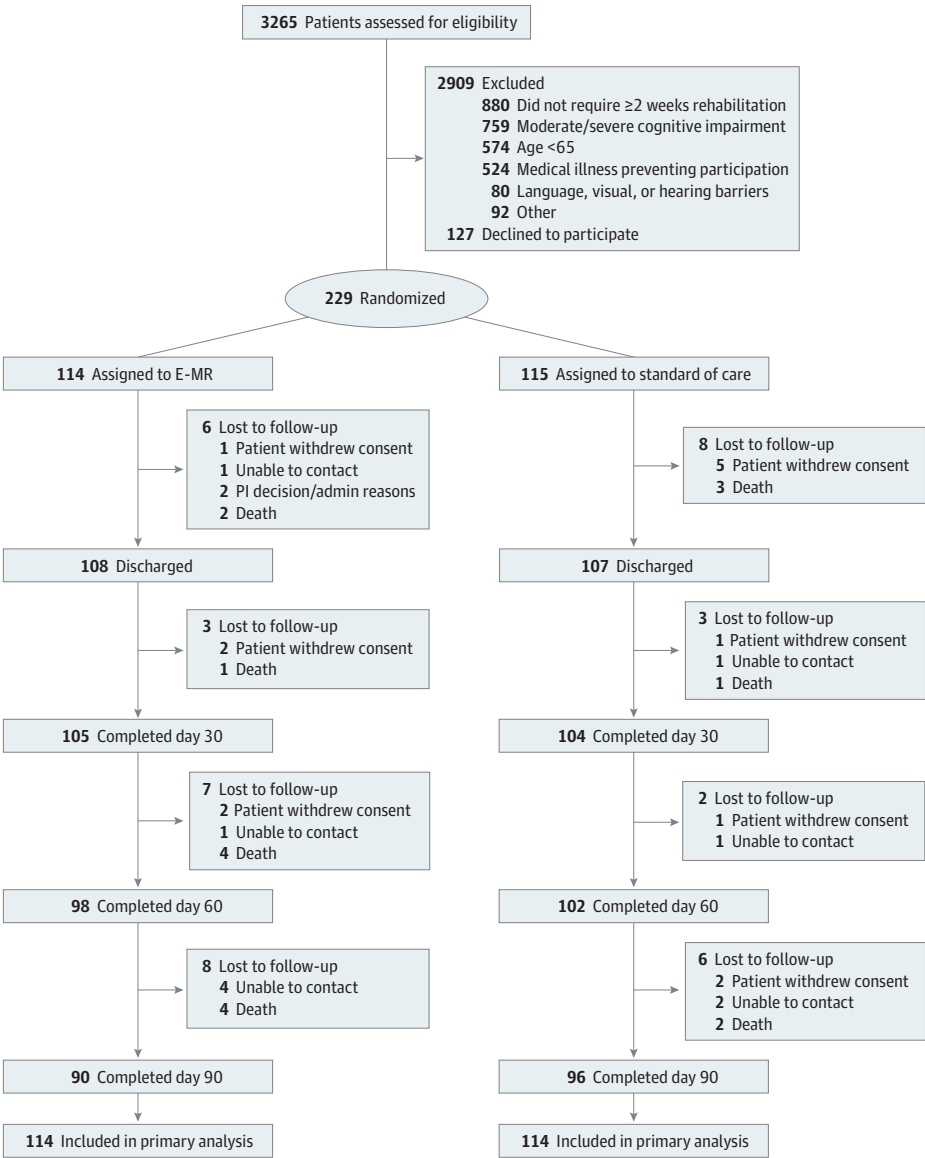 3265 Patients assessed for eligibility
2909 Excluded
880 Did not require ≥2 weeks rehabilitation
759 Moderate/severe cognitive impairment
574 Age <65
524 Medical illness preventing participation
80 Language, visual, or hearing barriers
92 Other
127 Declined to participate
229 Randomized
114 Assigned to E-MR
115 Assigned to standard of care
6 Lost to follow-up
1 Patient withdrew consent
1 Unable to contact
2 PI decision/admin reasons
2 Death
8 Lost to follow-up
5 Patient withdrew consent
3 Death
108 Discharged
107 Discharged
3 Lost to follow-up
2 Patient withdrew consent
1 Death
3 Lost to follow-up
1 Patient withdrew consent
1 Unable to contact
1 Death
105 Completed day 30
104 Completed day 30
7 Lost to follow-up
2 Patient withdrew consent
1 Unable to contact
4 Death
2 Lost to follow-up
1 Patient withdrew consent
1 Unable to contact
98 Completed day 60
102 Completed day 60
8 Lost to follow-up
4 Unable to contact
4 Death
6 Lost to follow-up
2 Patient withdrew consent
2 Unable to contact
2 Death
90 Completed day 90
96 Completed day 90
114 Included in primary analysis
114 Included in primary analysis